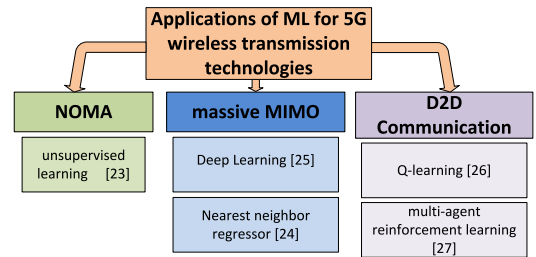 Applications of ML for 5G
wireless transmission
technologies
NOMA
massive MIMO
D2D
Communication
unsupervised
learning [23]
Deep Learning [25]
Q-learning [26]
Nearest neighbor
regressor [24]
multi-agent
reinforcement learning
[27]